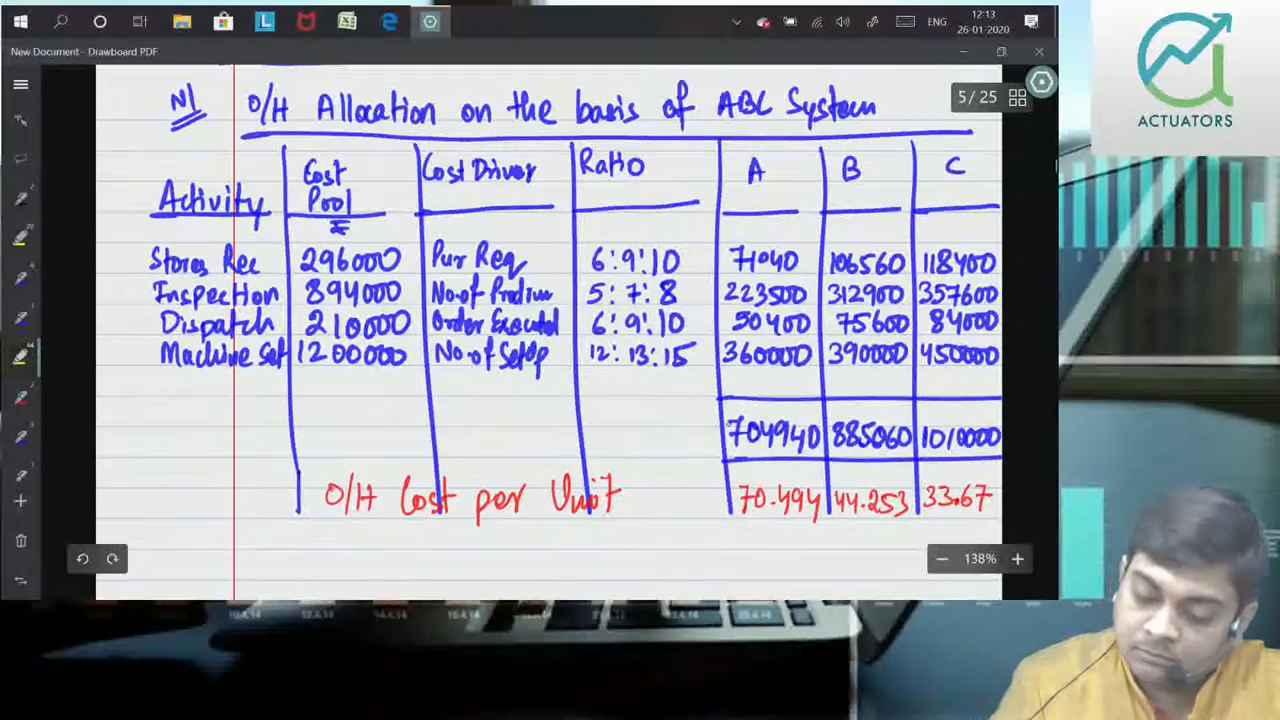 12:13
ENG
26-01-2020
New Document - Drawboard PDF
5 / 25
ACTUATORS
N1 O/H Allocation on the basis of ABC System
Activity Cost Pool ₹ Cost Driver Ratio A B C
Stores Rec 296000 Pur Req 6:9:10 71040 106560 118400
Inspection 894000 No. of Prodrun 5:7:8 223500 312900 357600
Dispatch 210000 Order Executed 6:9:10 50400 75600 84000
Machine Set 1200000 No. of Setup 12:13:15 360000 390000 450000
704940 885060 1010000
O/H Cost per Unit 70.494 44.253 33.67
138%